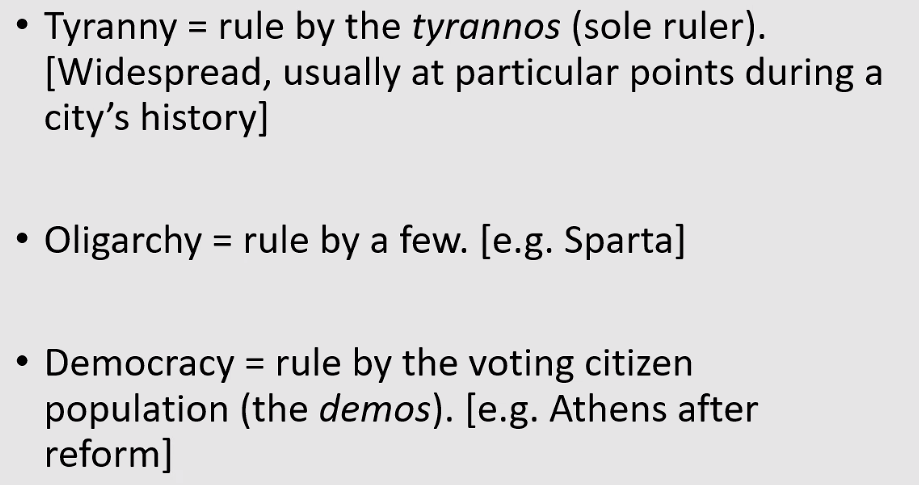 • Tyranny = rule by the tyrannos (sole ruler).
[Widespread, usually at particular points during a
city’s history]
• Oligarchy = rule by a few. [e.g. Sparta]
• Democracy = rule by the voting citizen
population (the demos). [e.g. Athens after
reform]